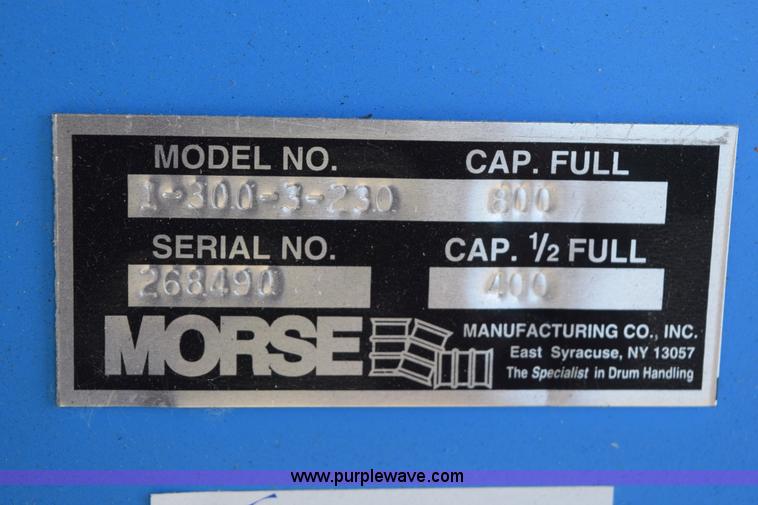 MODEL NO. CAP. FULL
1-300-3-230 800
SERIAL NO. CAP. 1/2 FULL
268490 400
MORSE MANUFACTURING CO., INC.
East Syracuse, NY 13057
The Specialist in Drum Handling
www.purplewave.com